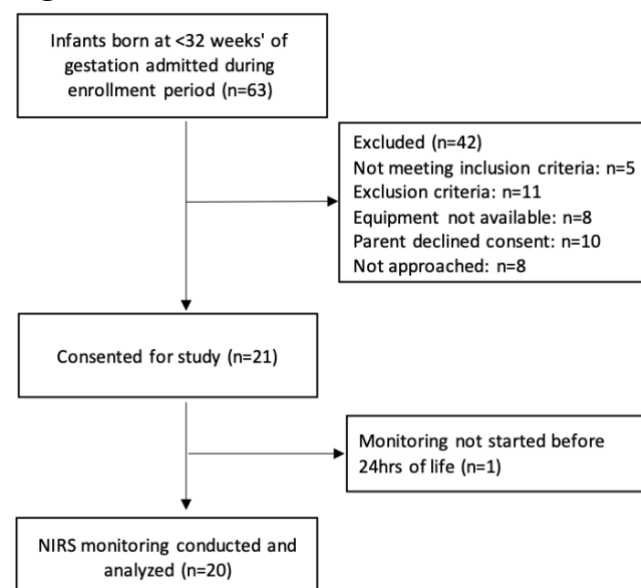 Infants born at <32 weeks' of
gestation admitted during
enrollment period (n=63)
Excluded (n=42)
Not meeting inclusion criteria: n=5
Exclusion criteria: n=11
Equipment not available: n=8
Parent declined consent: n=10
Not approached: n=8
Consented for study (n=21)
Monitoring not started before
24hrs of life (n=1)
NIRS monitoring conducted and
analyzed (n=20)